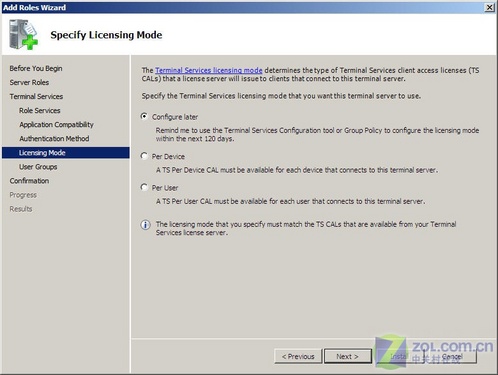 Add Roles Wizard
Specify Licensing Mode
Before You Begin
Server Roles
Terminal Services
Role Services
Application Compatibility
Authentication Method
Licensing Mode
User Groups
Confirmation
Progress
Results
The Terminal Services licensing mode determines the type of Terminal Services client access licenses (TS
CALs) that a license server will issue to clients that connect to this terminal server.
Specify the Terminal Services licensing mode that you want this terminal server to use.
Configure later
Remind me to use the Terminal Services Configuration tool or Group Policy to configure the licensing mode
within the next 120 days.
Per Device
A TS Per Device CAL must be available for each device that connects to this terminal server.
Per User
A TS Per User CAL must be available for each user that connects to this terminal server.
The licensing mode that you specify must match the TS CALs that are available from your Terminal
Services license server.
< Previous
Next >
Install
Cancel
ZOL.com.cn
中关村在线